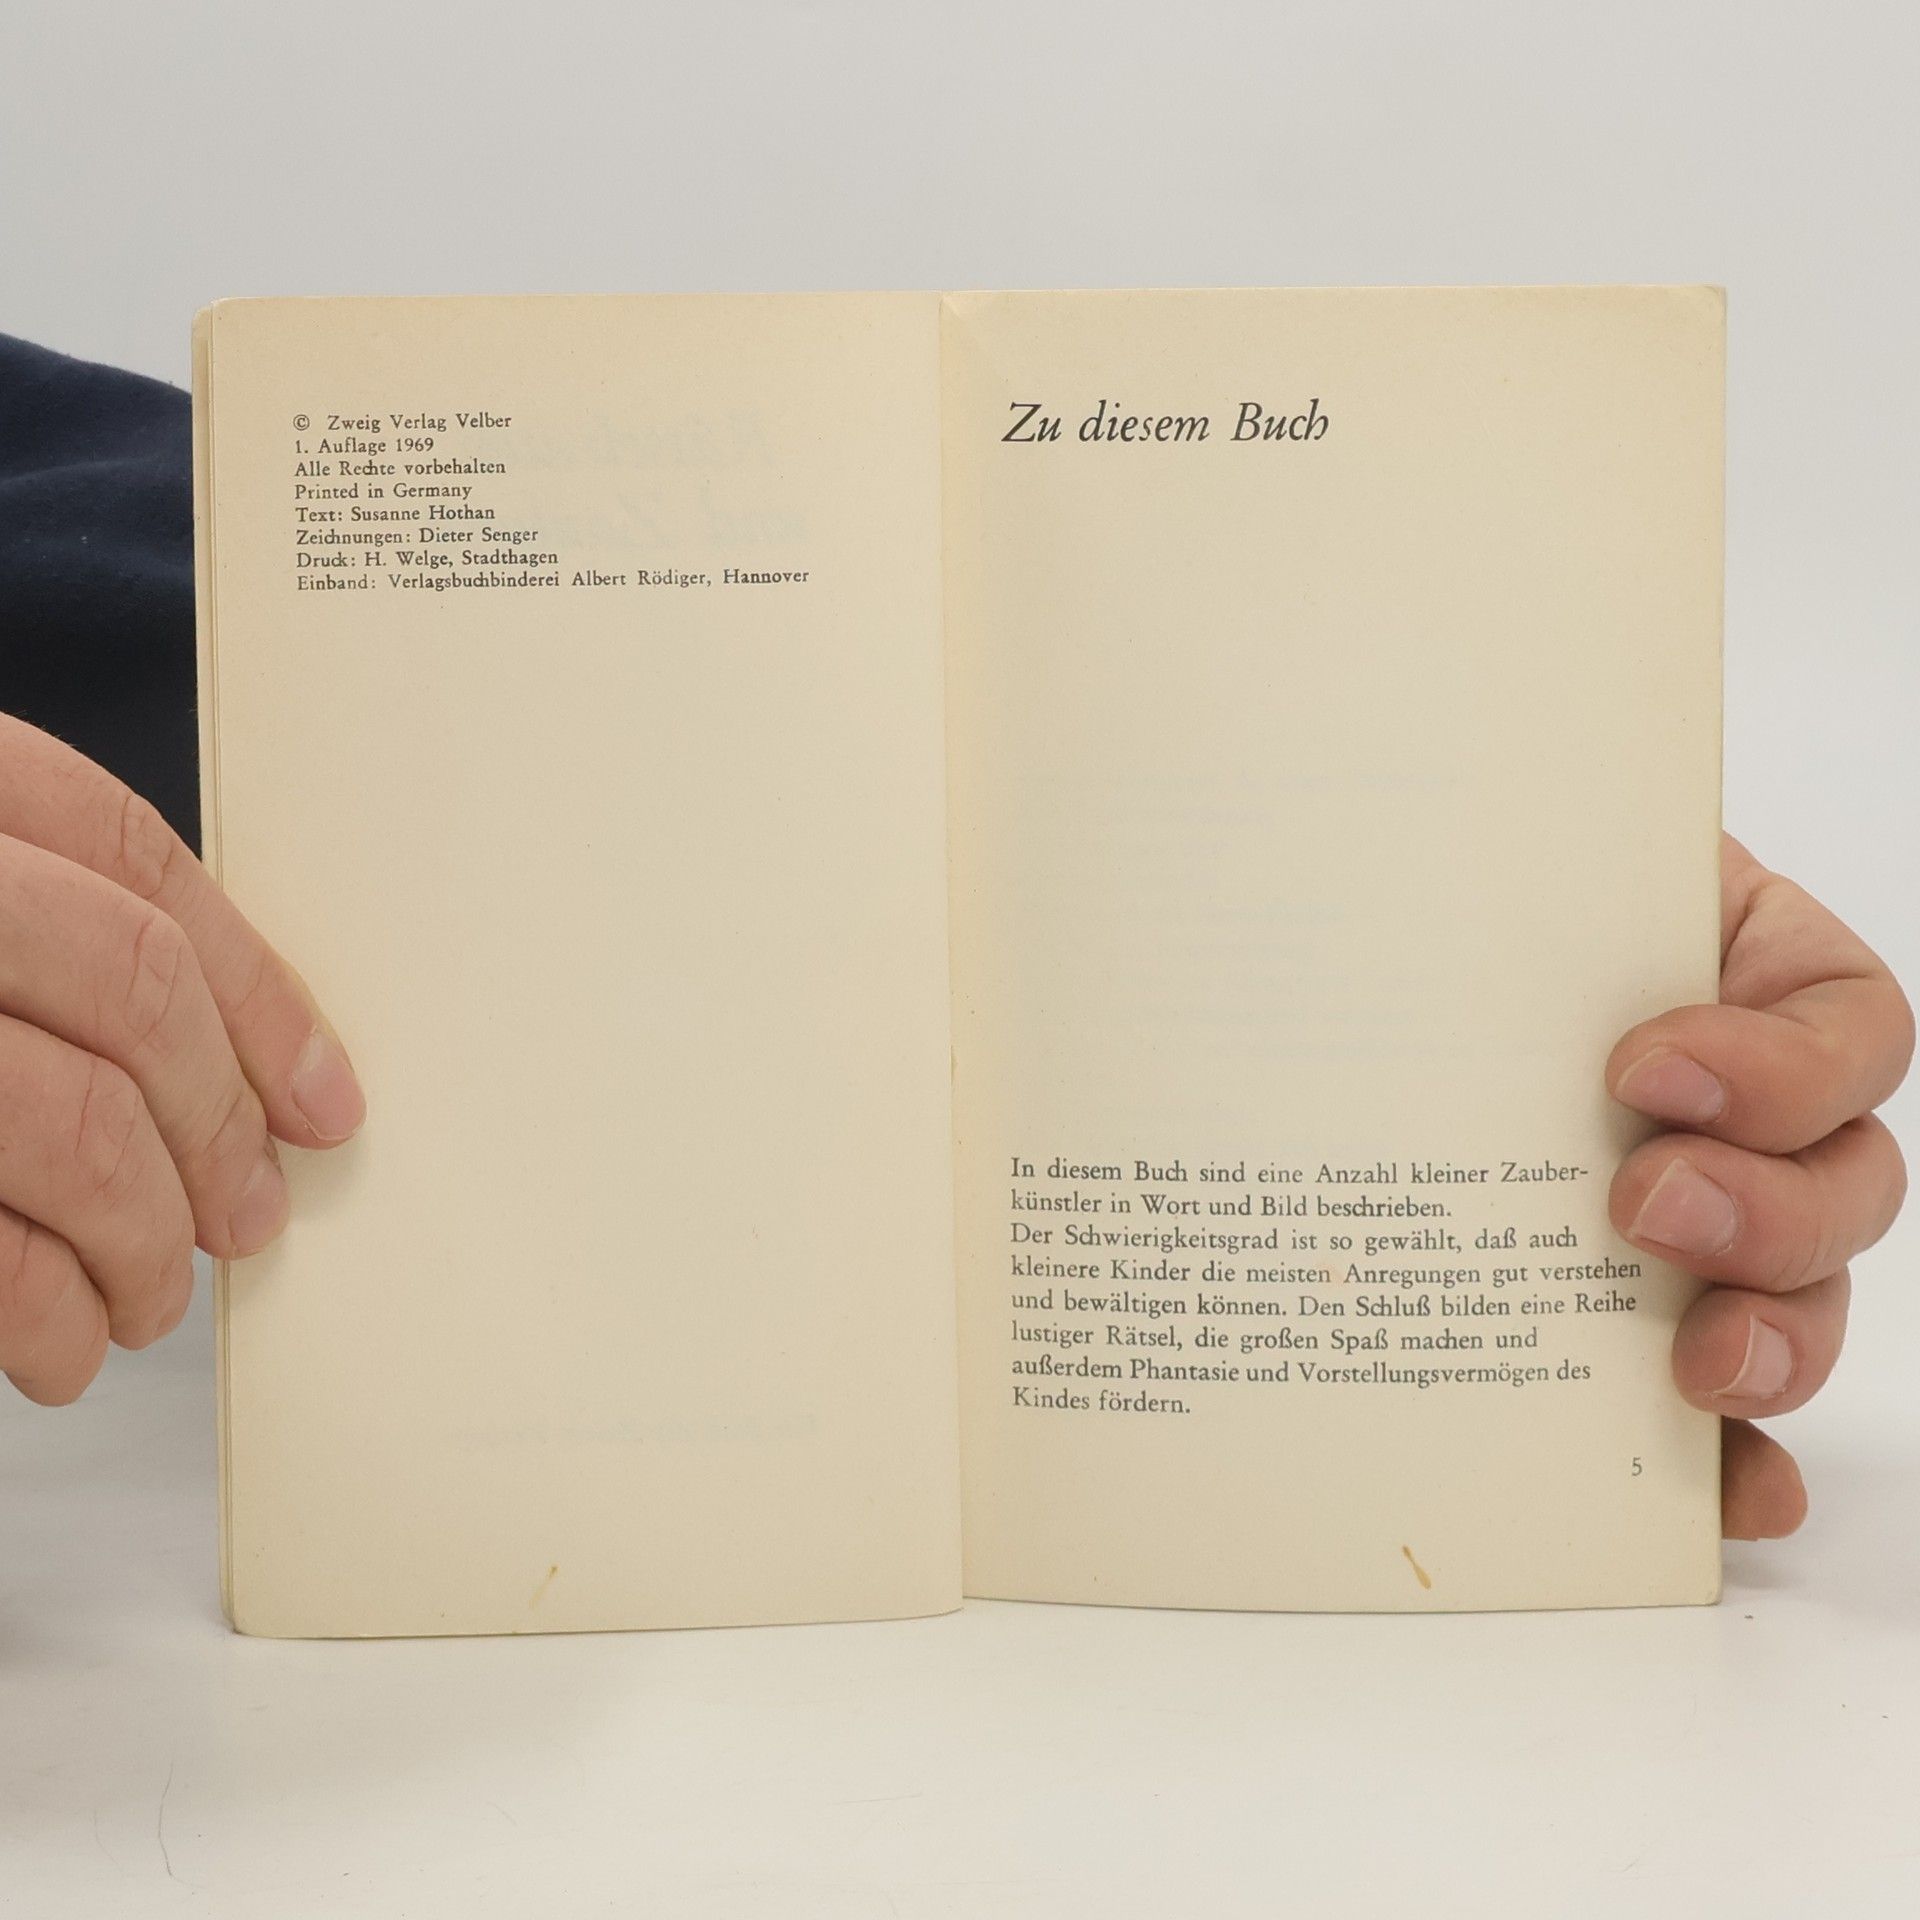 © Zweig Verlag Velber
1. Auflage 1969
Alle Rechte vorbehalten
Printed in Germany
Text: Susanne Hothan
Zeichnungen: Dieter Senger
Druck: H. Welge, Stadthagen
Einband: Verlagsbuchbinderei Albert Rödiger, Hannover
Zu diesem Buch
In diesem Buch sind eine Anzahl kleiner Zauber-
künstler in Wort und Bild beschrieben.
Der Schwierigkeitsgrad ist so gewählt, daß auch
kleinere Kinder die meisten Anregungen gut verstehen
und bewältigen können. Den Schluß bilden eine Reihe
lustiger Rätsel, die großen Spaß machen und
außerdem Phantasie und Vorstellungsvermögen des
Kindes fördern.
5